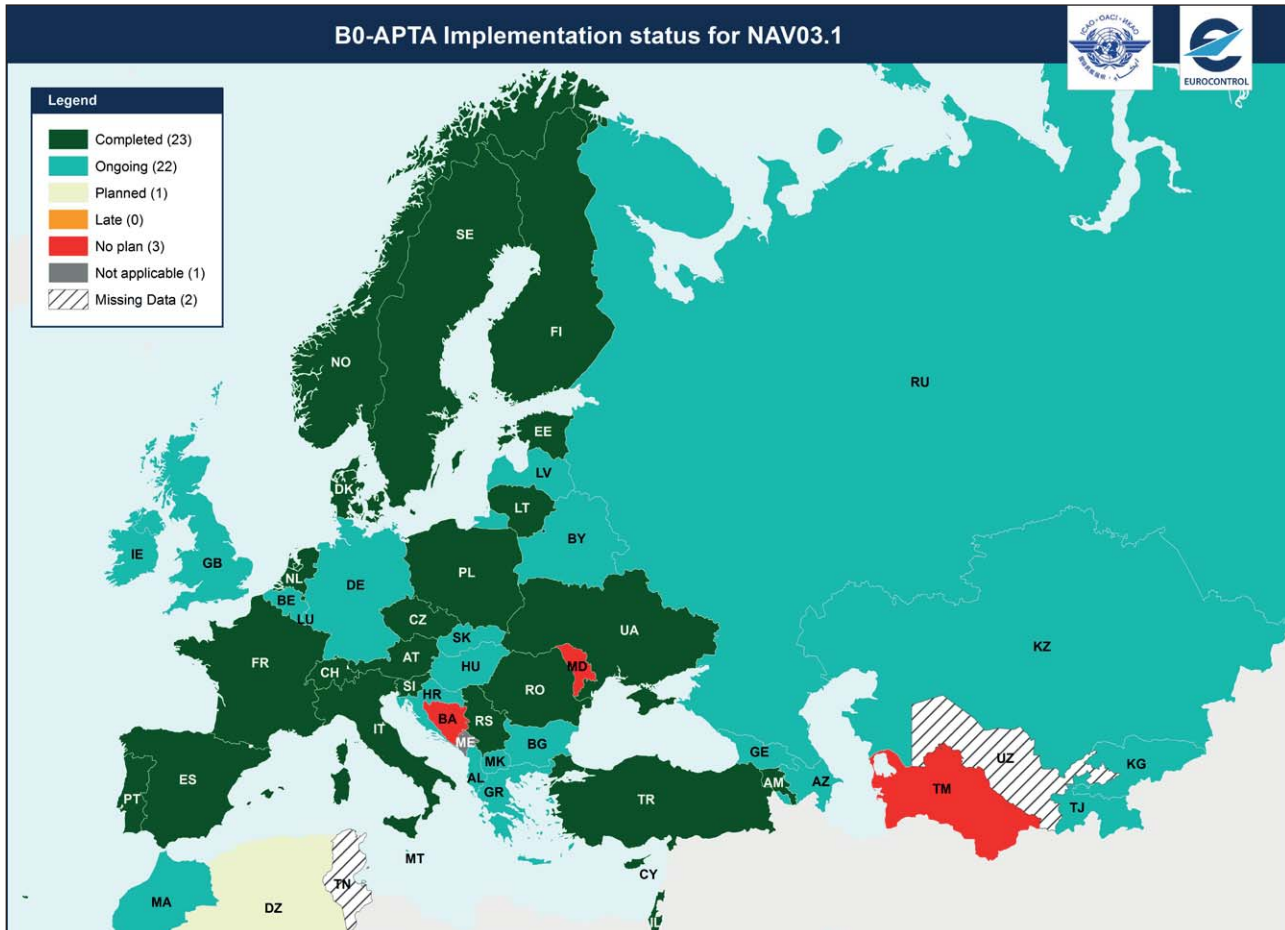 B0-APTA Implementation status for NAV03.1
ICAO · OACI · ИКАО
EUROCONTROL
Legend
Completed (23)
Ongoing (22)
Planned (1)
Late (0)
No plan (3)
Not applicable (1)
Missing Data (2)
SE
FI
NO
RU
EE
LV
DK
LT
BY
IE
GB
NL
DE
PL
BE
LU
CZ
UA
SK
KZ
FR
AT
HU
MD
CH
SI
RO
HR
IT
BA
RS
ME
BG
GE
UZ
KG
MK
AL
AM
AZ
ES
PT
GR
TR
TM
TJ
MT
CY
TN
MA
DZ
IL